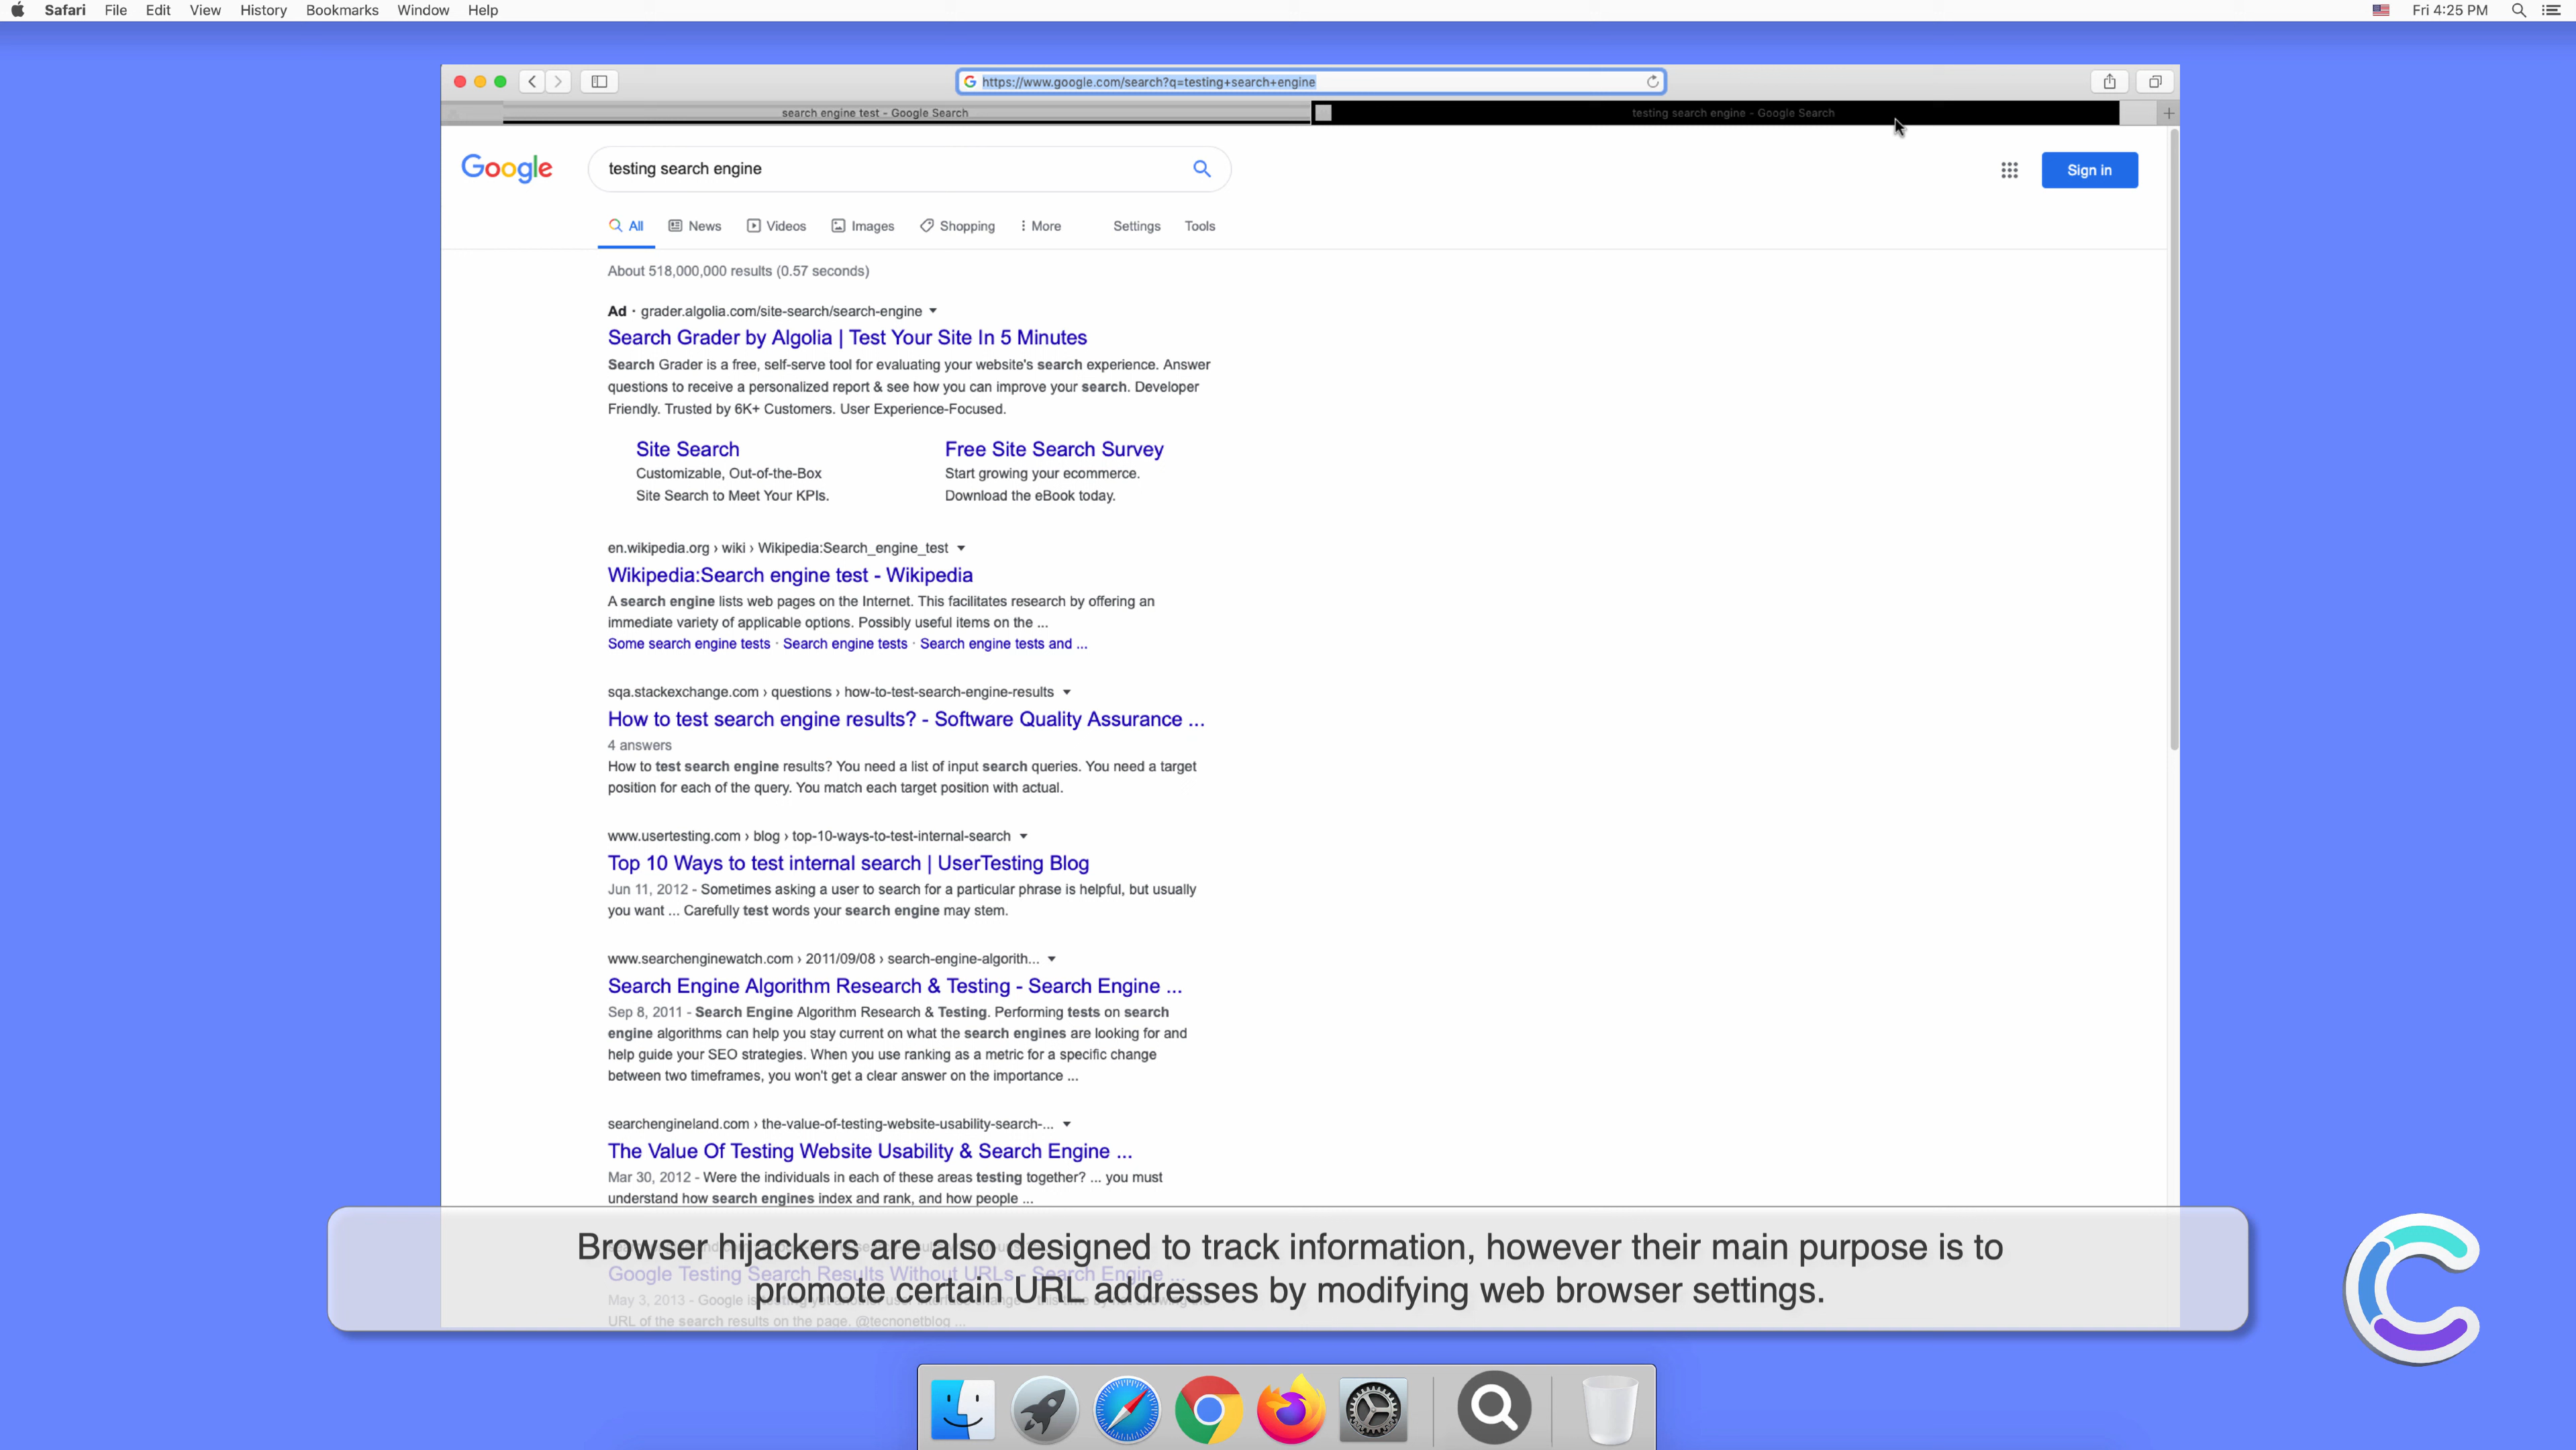 Safari File Edit View History Bookmarks Window Help
Fri 4:25 PM
https://www.google.com/search?q=testing+search+engine
search engine test - Google Search
testing search engine - Google Search
Google
testing search engine
Sign in
All News Videos Images Shopping More Settings Tools
About 518,000,000 results (0.57 seconds)
Ad · grader.algolia.com/site-search/search-engine
Search Grader by Algolia | Test Your Site In 5 Minutes
Search Grader is a free, self-serve tool for evaluating your website's search experience. Answer
questions to receive a personalized report & see how you can improve your search. Developer
Friendly. Trusted by 6K+ Customers. User Experience-Focused.
Site Search
Customizable, Out-of-the-Box
Site Search to Meet Your KPIs.
Free Site Search Survey
Start growing your ecommerce.
Download the eBook today.
en.wikipedia.org › wiki › Wikipedia:Search_engine_test
Wikipedia:Search engine test - Wikipedia
A search engine lists web pages on the Internet. This facilitates research by offering an
immediate variety of applicable options. Possibly useful items on the ...
Some search engine tests · Search engine tests · Search engine tests and ...
sqa.stackexchange.com › questions › how-to-test-search-engine-results
How to test search engine results? - Software Quality Assurance ...
4 answers
How to test search engine results? You need a list of input search queries. You need a target
position for each of the query. You match each target position with actual.
www.usertesting.com › blog › top-10-ways-to-test-internal-search
Top 10 Ways to test internal search | UserTesting Blog
Jun 11, 2012 - Sometimes asking a user to search for a particular phrase is helpful, but usually
you want ... Carefully test words your search engine may stem.
www.searchenginewatch.com › 2011/09/08 › search-engine-algorith...
Search Engine Algorithm Research & Testing - Search Engine ...
Sep 8, 2011 - Search Engine Algorithm Research & Testing. Performing tests on search
engine algorithms can help you stay current on what the search engines are looking for and
help guide your SEO strategies. When you use ranking as a metric for a specific change
between two timeframes, you won't get a clear answer on the importance ...
searchengineland.com › the-value-of-testing-website-usability-search-...
The Value Of Testing Website Usability & Search Engine ...
Mar 30, 2012 - Were the individuals in each of these areas testing together? ... you must
understand how search engines index and rank, and how people ...
Browser hijackers are also designed to track information, however their main purpose is to
promote certain URL addresses by modifying web browser settings.
Google Testing Search Results Without URLs - Search Engine ...
May 3, 2013 - Google is
URL of the search results on the page. @tecnonetblog ...